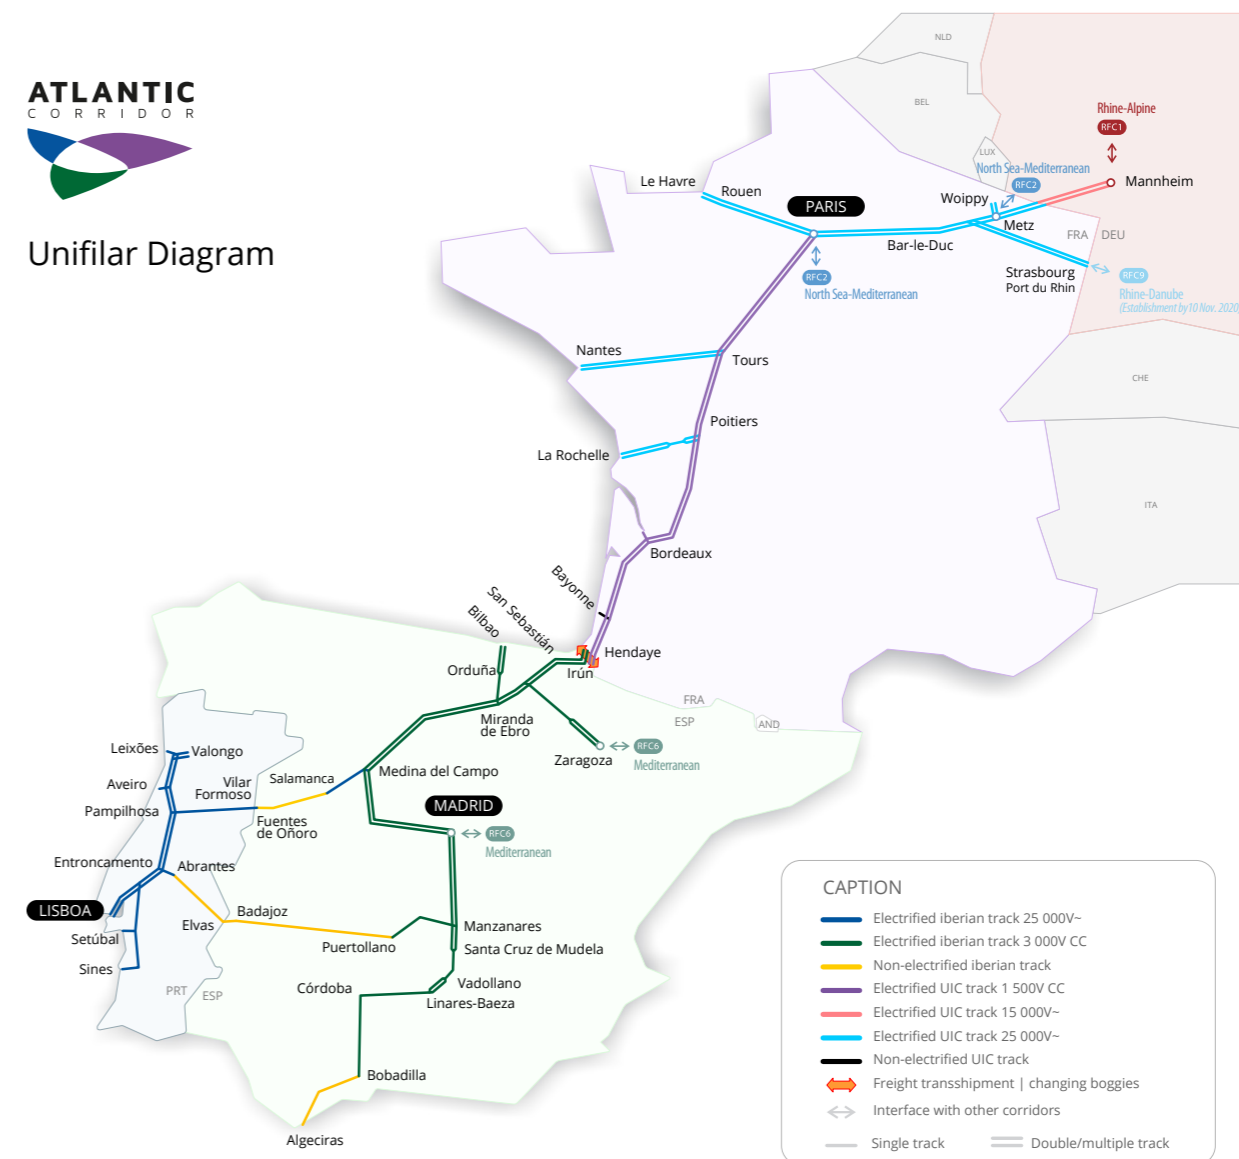 ATLANTIC
CORRIDOR
Unifilar Diagram
NLD
BEL
LUX
Rhine-Alpine
RFC1
North Sea-Mediterranean
RFC2
Mannheim
Le Havre
Rouen
PARIS
Woippy
Metz
Bar-le-Duc
FRA
DEU
RFC2
North Sea-Mediterranean
Strasbourg
Port du Rhin
RFC9
Rhine-Danube
(Establishment by 10 Nov. 2020)
Nantes
Tours
CHE
Poitiers
La Rochelle
ITA
Bordeaux
Bayonne
San Sebastián
Bilbao
Hendaye
Orduña
Irún
FRA
ESP
AND
Miranda
de Ebro
Zaragoza
RFC6
Mediterranean
Leixões
Valongo
Aveiro
Vilar
Formoso
Salamanca
Medina del Campo
Pampilhosa
Fuentes
de Oñoro
MADRID
RFC6
Mediterranean
Entroncamento
Abrantes
LISBOA
Elvas
Badajoz
Setúbal
Puertollano
Manzanares
Santa Cruz de Mudela
Sines
PRT
ESP
Córdoba
Vadollano
Linares-Baeza
Bobadilla
Algeciras
CAPTION
Electrified iberian track 25 000V~
Electrified iberian track 3 000V CC
Non-electrified iberian track
Electrified UIC track 1 500V CC
Electrified UIC track 15 000V~
Electrified UIC track 25 000V~
Non-electrified UIC track
Freight transshipment | changing boggies
Interface with other corridors
Single track
Double/multiple track